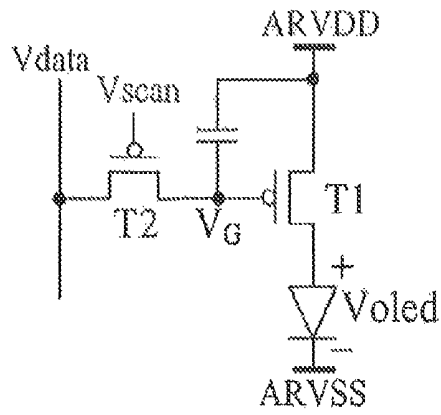 ARVDD
Vdata
Vscan
T2
VG
T1
+
Voled
−
ARVSS